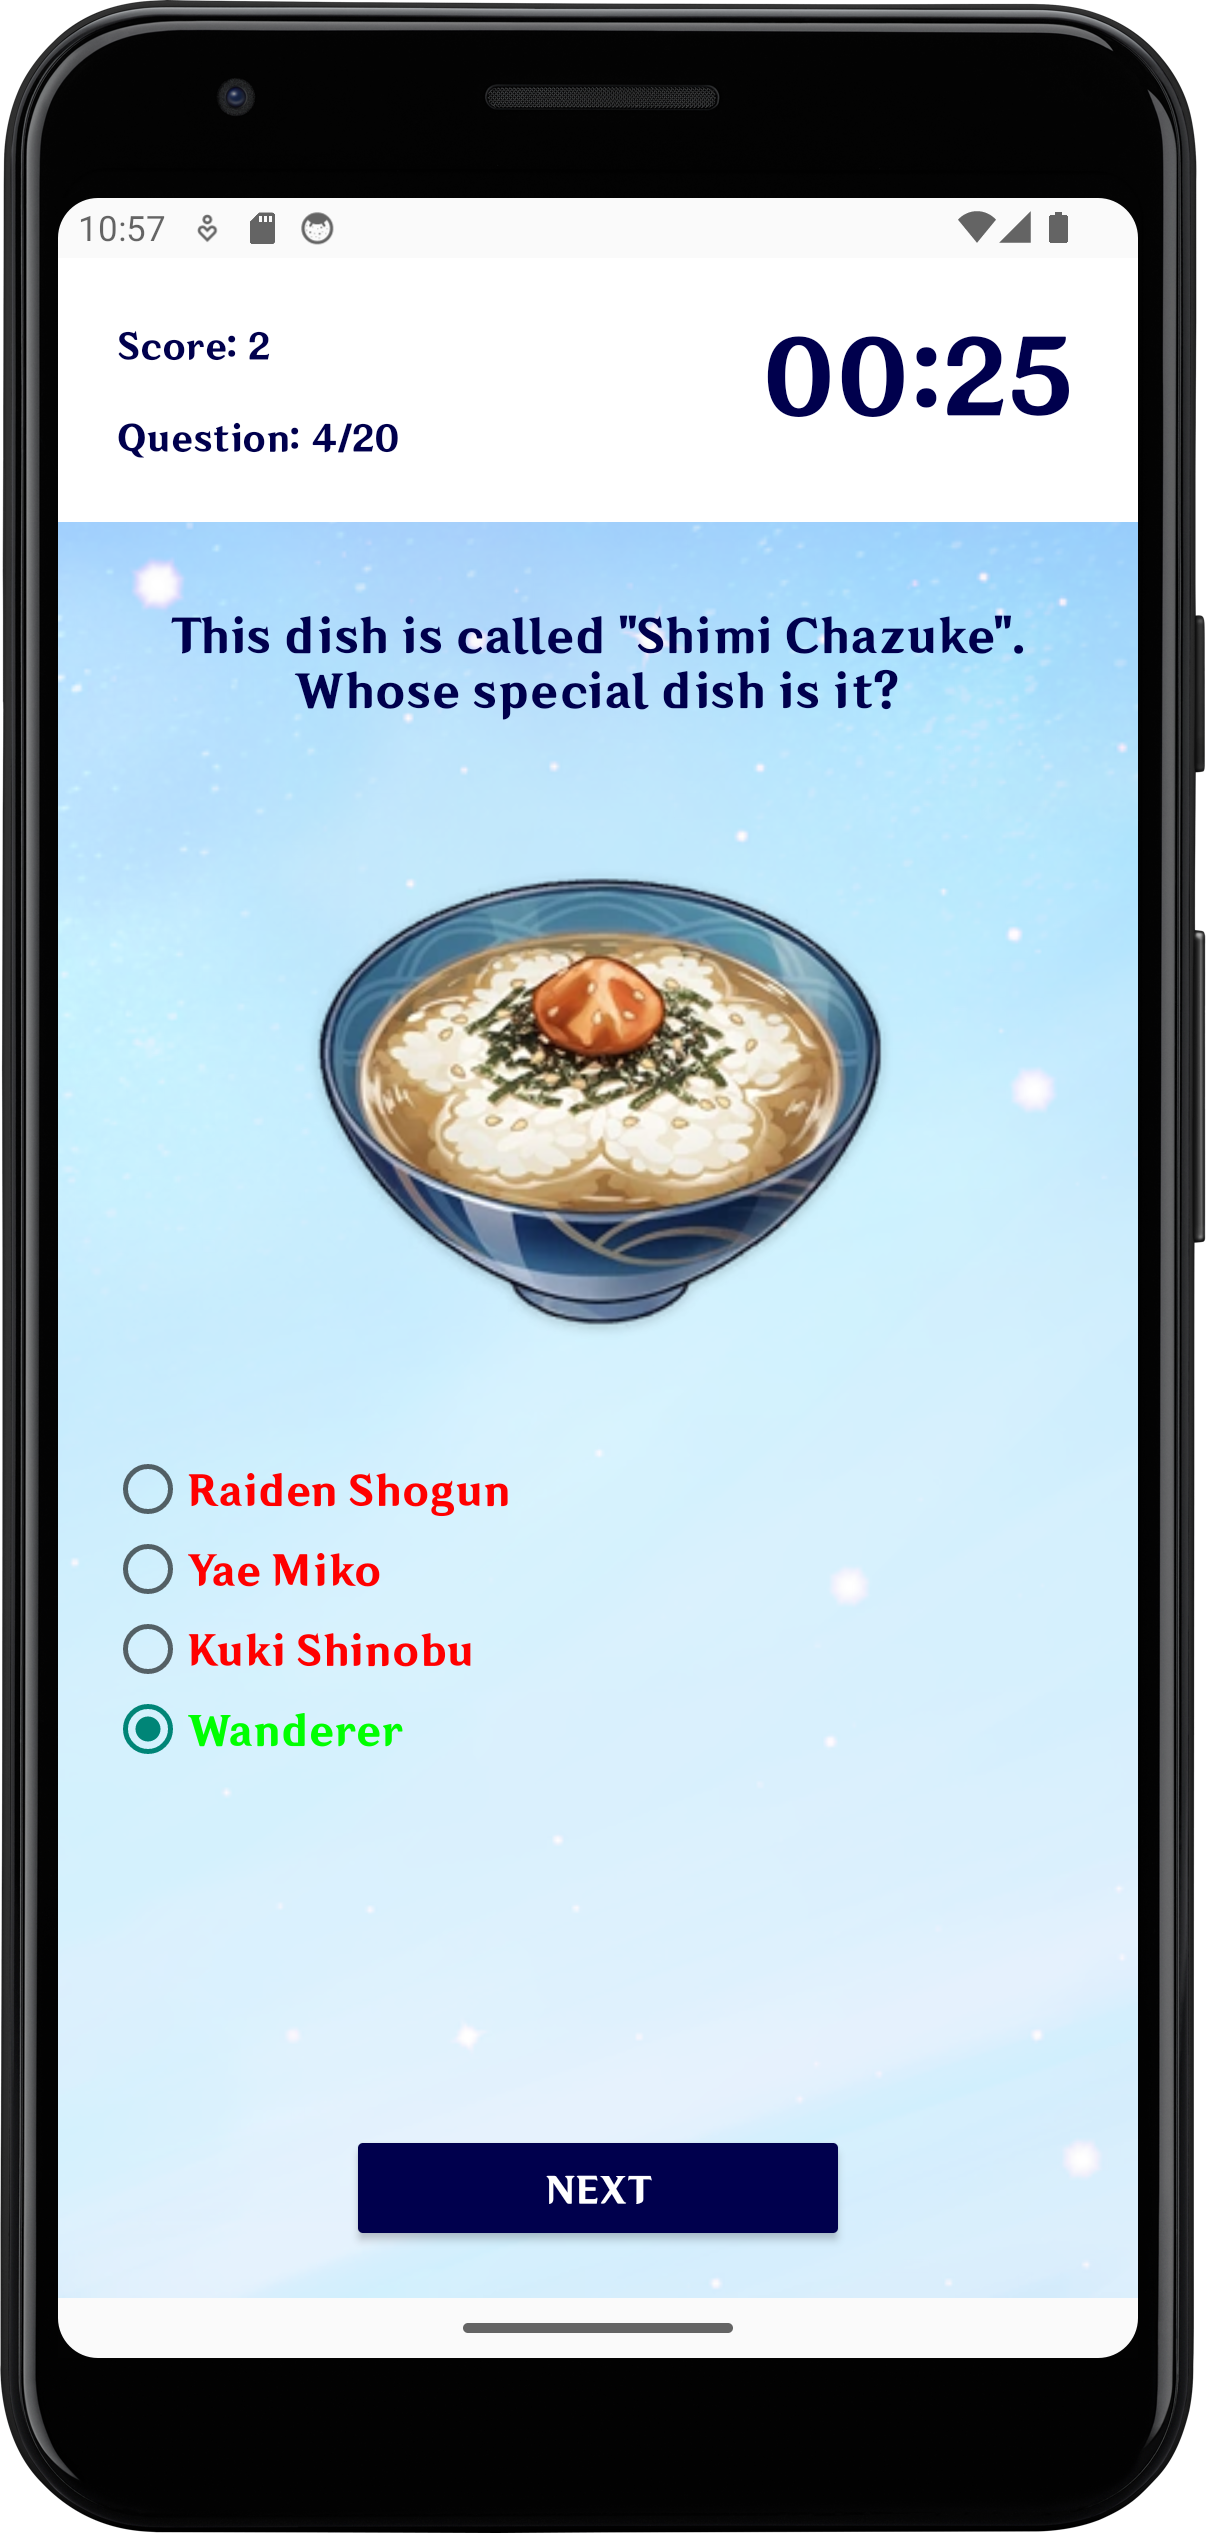 10:57
Score: 2
00:25
Question: 4/20
This dish is called "Shimi Chazuke".
Whose special dish is it?
Raiden Shogun
Yae Miko
Kuki Shinobu
Wanderer
NEXT